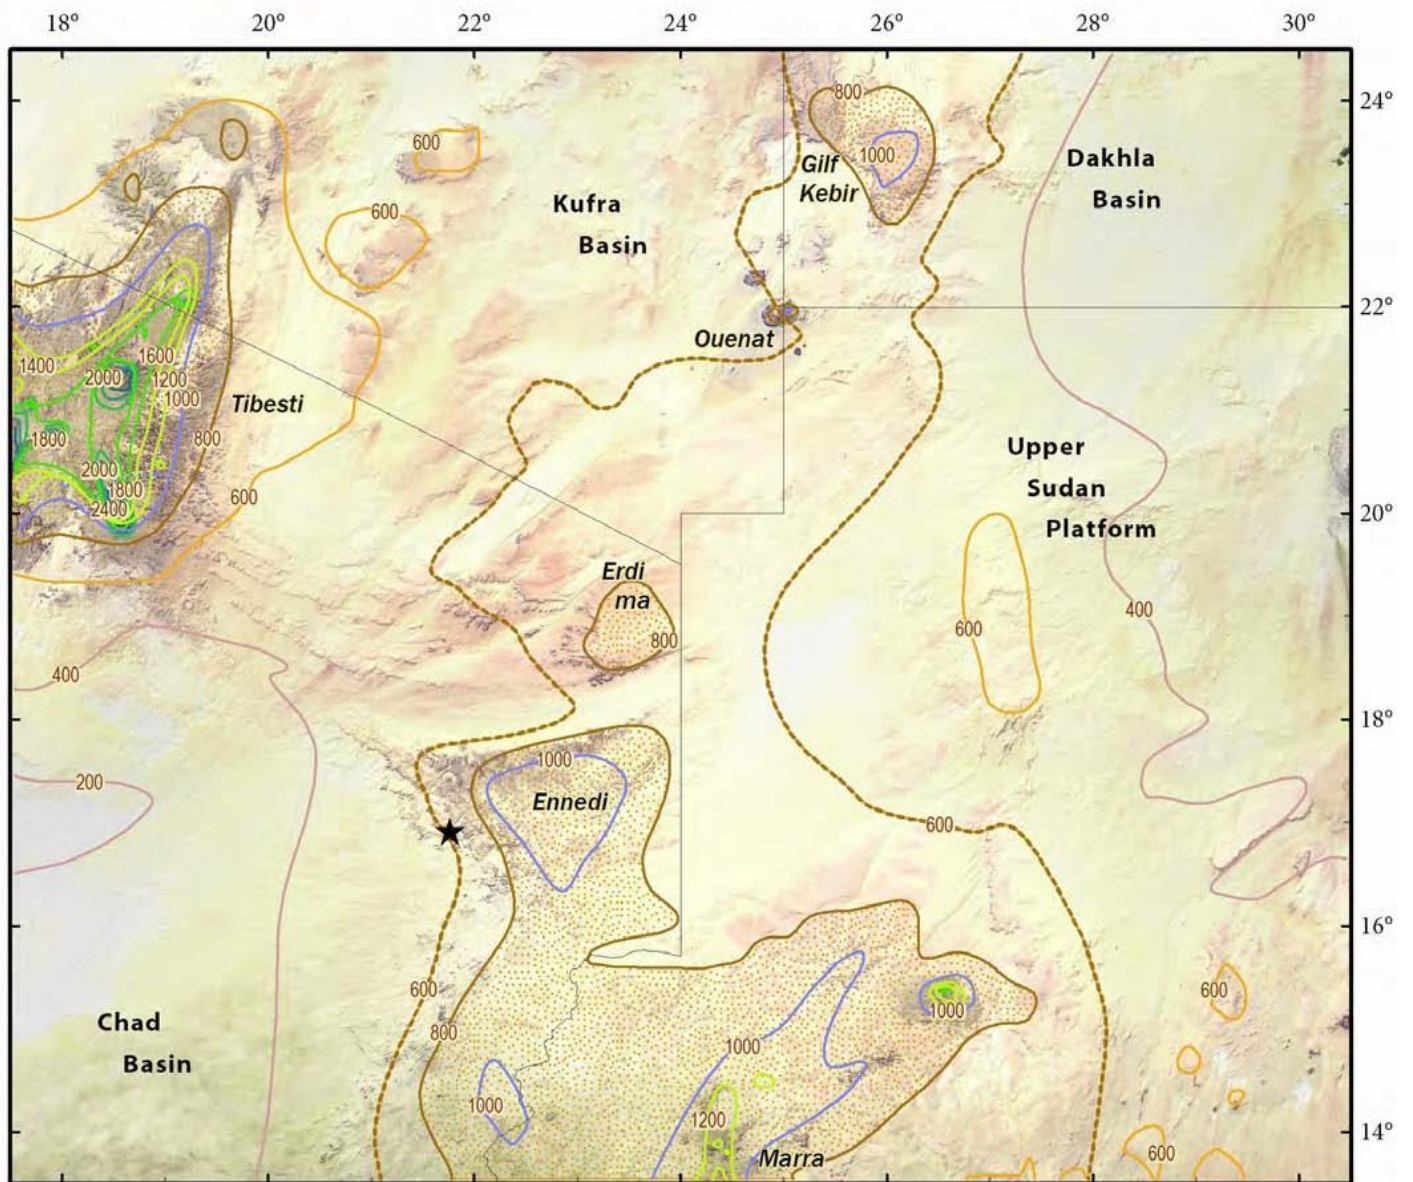 18° 20° 22° 24° 26° 28° 30°
24°
800
600
1000
Gilf
Kebir
Dakhla
Basin
Kufra
Basin
600
22°
Ouenat
1400
1600
2000
1200
1000
Tibesti
1800
800
2000
1800
600
2400
Upper
Sudan
Platform
20°
Erdi
ma
400
600
800
400
18°
1000
200
Ennedi
600
16°
600
600
1000
Chad
Basin
800
1000
1000
1200
14°
600
Marra